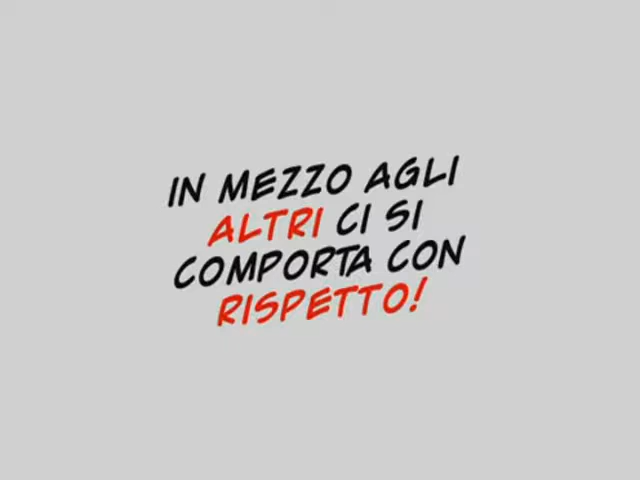 IN MEZZO AGLI
ALTRI CI SI
COMPORTA CON
RISPETTO!